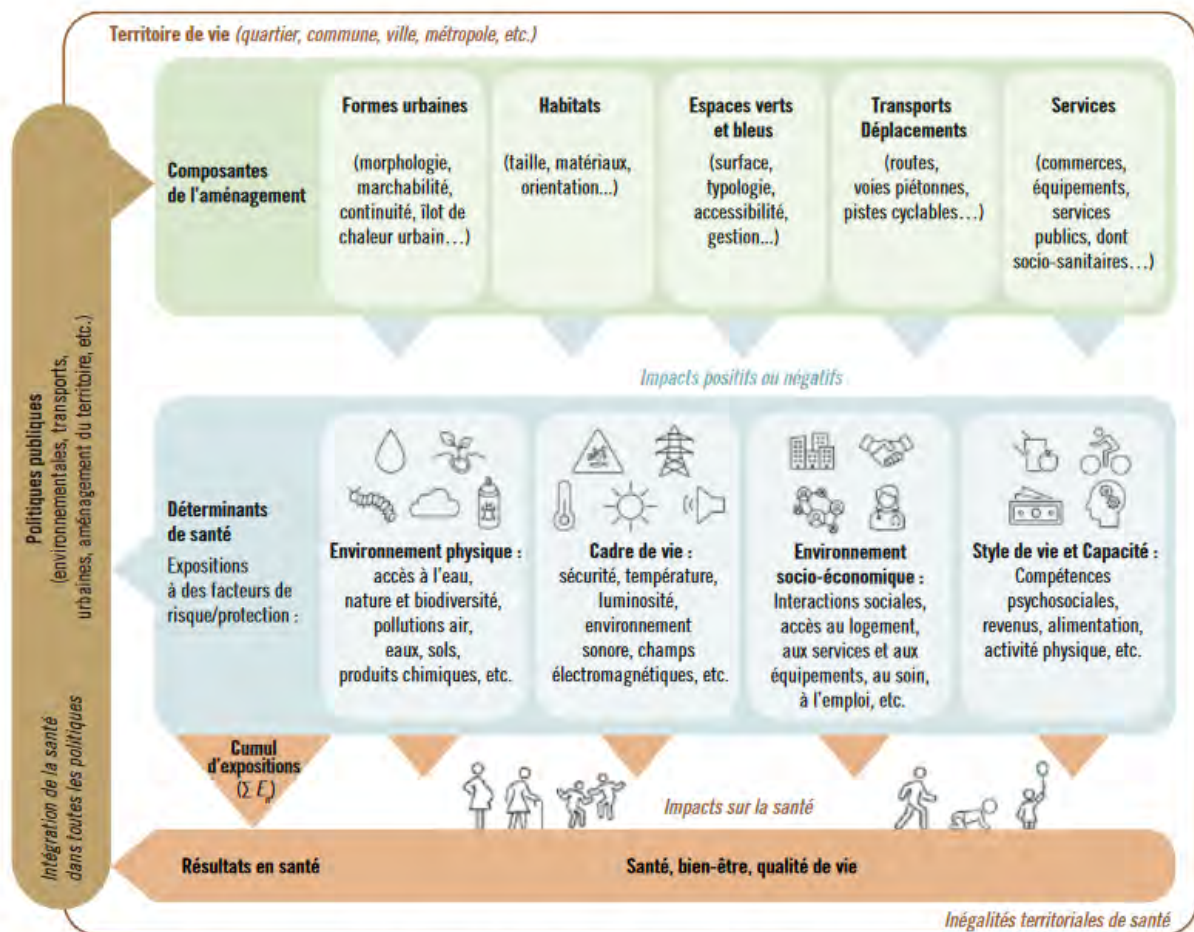 Territoire de vie (quartier, commune, ville, métropole, etc.)
Politiques publiques
(environnementales, transports,
urbaines, aménagement du territoire, etc.)
Intégration de la santé
dans toutes les politiques
Composantes
de l'aménagement
Formes urbaines
(morphologie,
marchabilité,
continuité, îlot de
chaleur urbain…)
Habitats
(taille, matériaux,
orientation...)
Espaces verts
et bleus
(surface,
typologie,
accessibilité,
gestion...)
Transports
Déplacements
(routes,
voies piétonnes,
pistes cyclables…)
Services
(commerces,
équipements,
services
publics, dont
socio-sanitaires…)
Impacts positifs ou négatifs
Déterminants
de santé
Expositions
à des facteurs de
risque/protection :
Environnement physique :
accès à l'eau,
nature et biodiversité,
pollutions air,
eaux, sols,
produits chimiques, etc.
Cadre de vie :
sécurité, température,
luminosité,
environnement
sonore, champs
électromagnétiques, etc.
Environnement
socio-économique :
Interactions sociales,
accès au logement,
aux services et aux
équipements, au soin,
à l'emploi, etc.
Style de vie et Capacité :
Compétences
psychosociales,
revenus, alimentation,
activité physique, etc.
Cumul
d'expositions
(∑ Eₙ)
Impacts sur la santé
Résultats en santé
Santé, bien-être, qualité de vie
Inégalités territoriales de santé